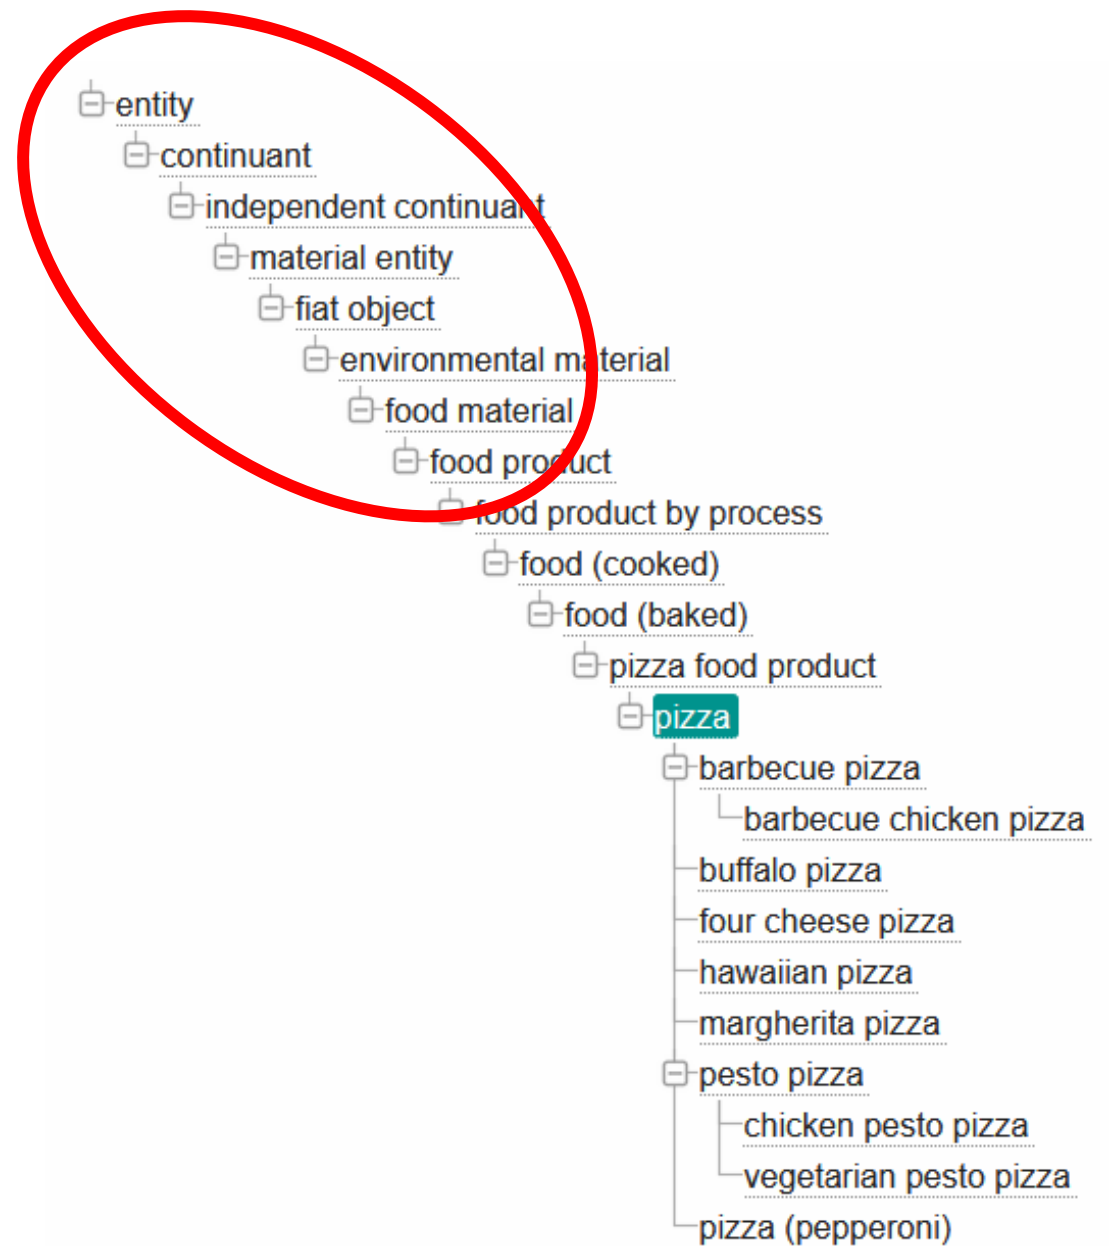 entity
continuant
independent continuant
material entity
fiat object
environmental material
food material
food product
food product by process
food (cooked)
food (baked)
pizza food product
pizza
barbecue pizza
barbecue chicken pizza
buffalo pizza
four cheese pizza
hawaiian pizza
margherita pizza
pesto pizza
chicken pesto pizza
vegetarian pesto pizza
pizza (pepperoni)